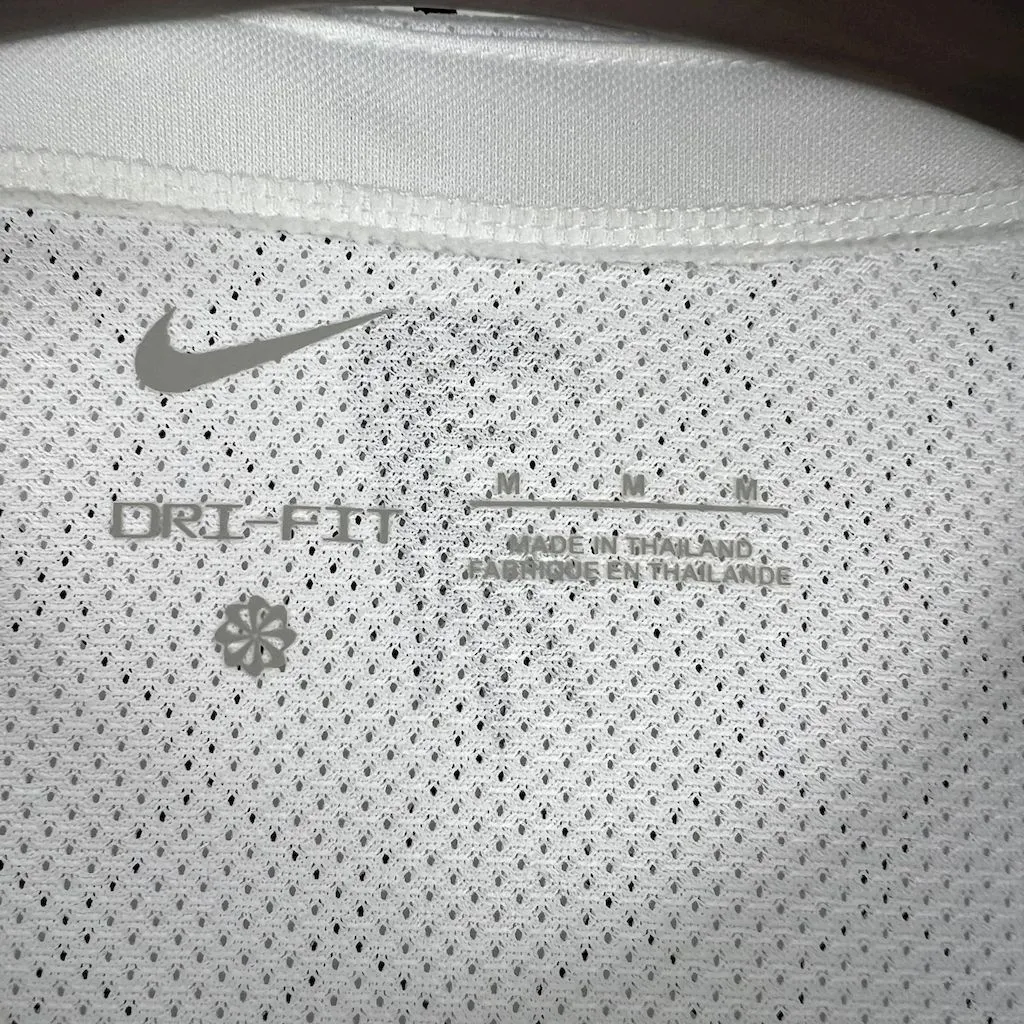 DRI-FIT
M M M
MADE IN THAILAND
FABRIQUE EN THAILANDE